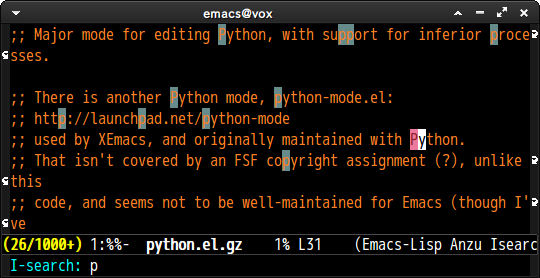 emacs@vox
;; Major mode for editing Python, with support for inferior proce
sses.
;; There is another Python mode, python-mode.el:
;; http://launchpad.net/python-mode
;; used by XEmacs, and originally maintained with Python.
;; That isn't covered by an FSF copyright assignment (?), unlike
this
;; code, and seems not to be well-maintained for Emacs (though I'
ve
(26/1000+) 1:%%- python.el.gz 1% L31 (Emacs-Lisp Anzu Isearc
I-search: p